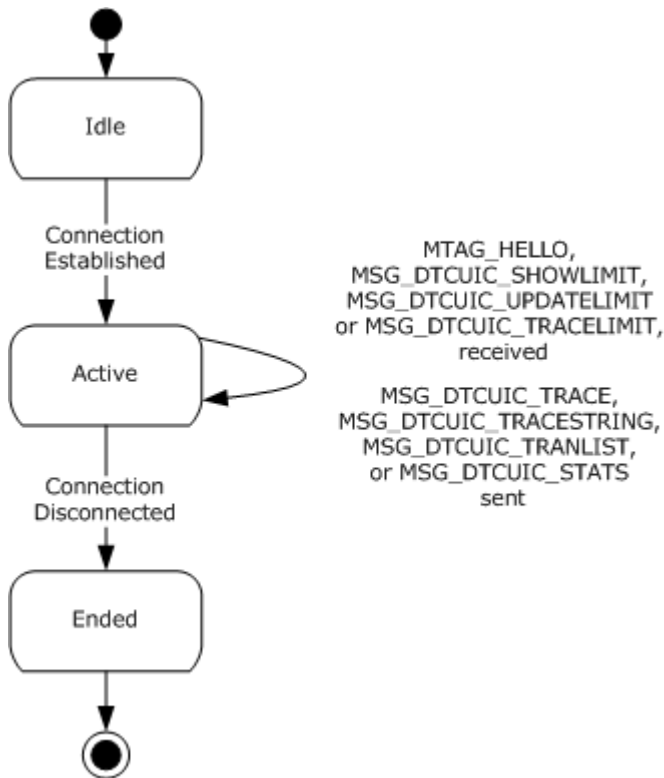 Idle
Connection
Established
MTAG_HELLO,
MSG_DTCUIC_SHOWLIMIT,
MSG_DTCUIC_UPDATELIMIT
or MSG_DTCUIC_TRACELIMIT,
received
Active
MSG_DTCUIC_TRACE,
MSG_DTCUIC_TRACESTRING,
MSG_DTCUIC_TRANLIST,
or MSG_DTCUIC_STATS
sent
Connection
Disconnected
Ended